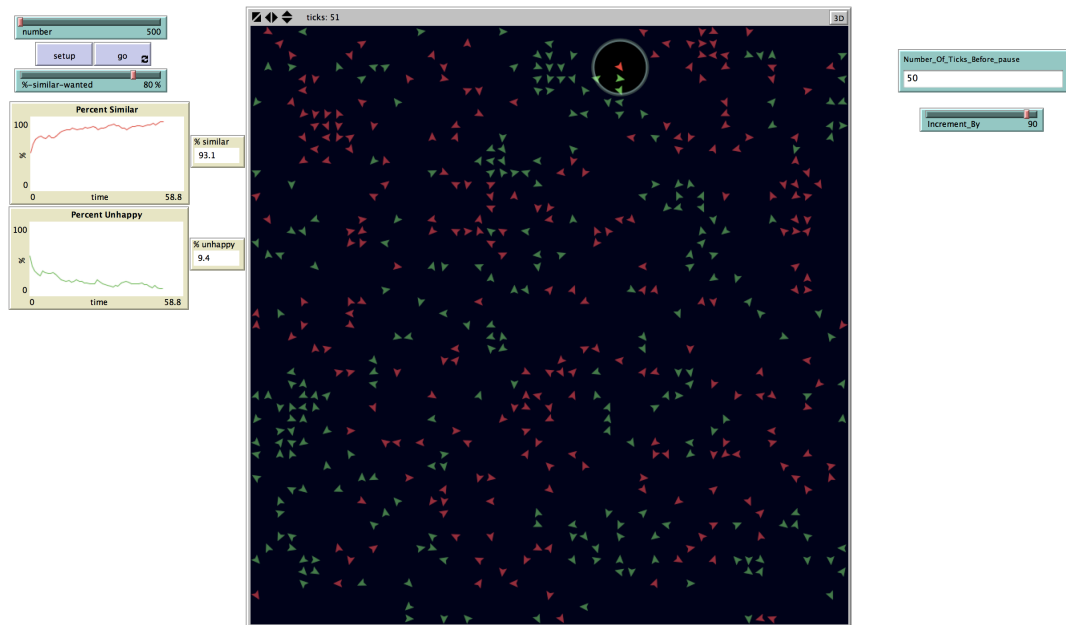 ticks: 51
3D
number
500
setup
go
%-similar-wanted
80 %
Percent Similar
100
%
0
0
time
58.8
% similar
93.1
Percent Unhappy
100
%
0
0
time
58.8
% unhappy
9.4
Number_Of_Ticks_Before_pause
50
Increment_By
90